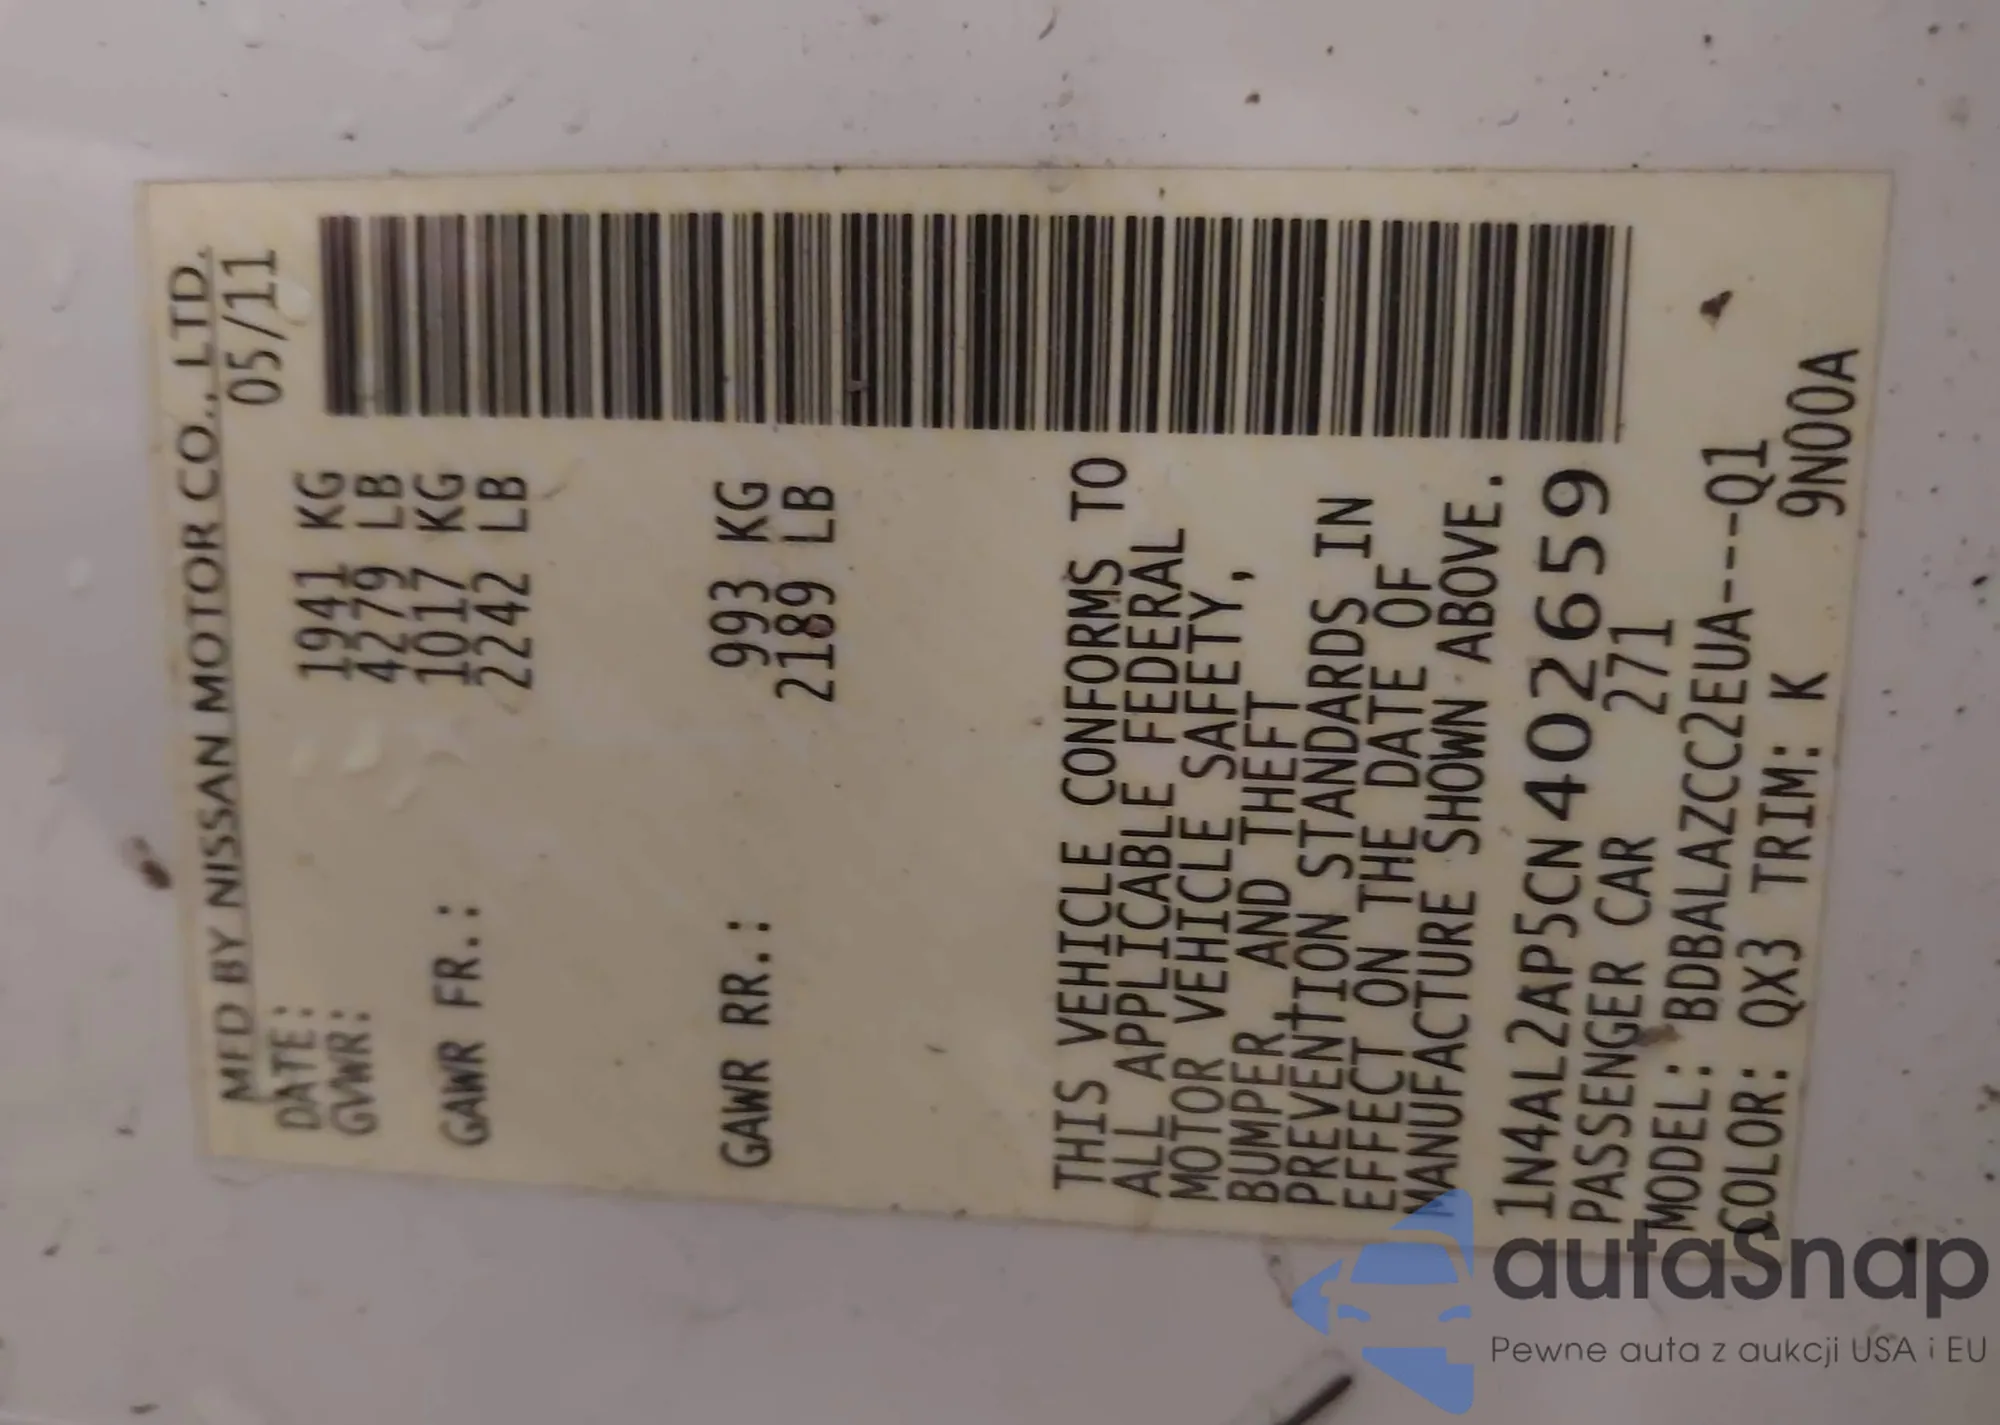 MFD BY NISSAN MOTOR CO., LTD.
DATE: 05/11
GVWR: 1941 KG
4279 LB
GAWR FR.: 1017 KG
2242 LB
GAWR RR.: 993 KG
2189 LB
THIS VEHICLE CONFORMS TO
ALL APPLICABLE FEDERAL
MOTOR VEHICLE SAFETY,
BUMPER AND THEFT
PREVENTION STANDARDS IN
EFFECT ON THE DATE OF
MANUFACTURE SHOWN ABOVE.
1N4AL2AP5CN402659
PASSENGER CAR 271
MODEL: BDBALAZCC2EUA---Q1
COLOR: QX3 TRIM: K 9N00A
autaSnap
Pewne auta z aukcji USA i EU